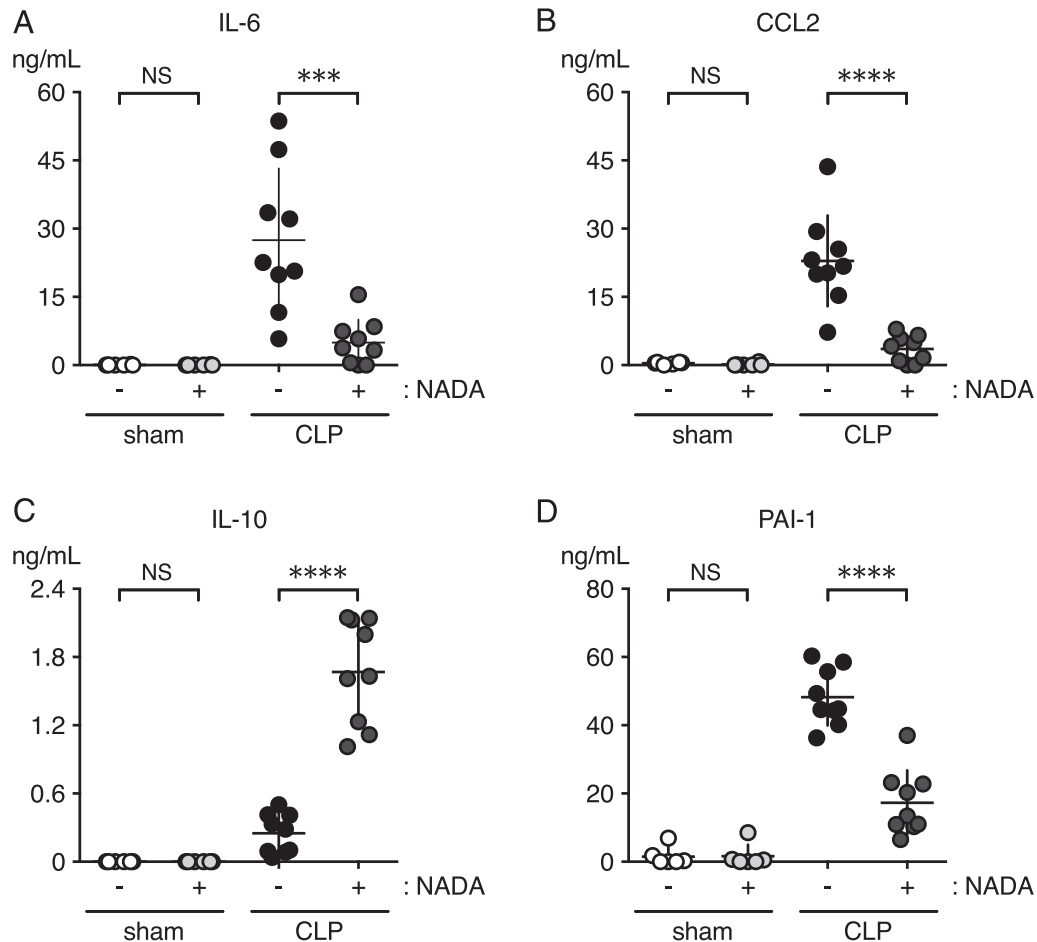 A
IL-6
ng/mL
NS
***
60
45
30
15
0
- + - + : NADA
sham CLP
B
CCL2
ng/mL
NS
****
60
45
30
15
0
- + - + : NADA
sham CLP
C
IL-10
ng/mL
NS
****
2.4
1.8
1.2
0.6
0
- + - + : NADA
sham CLP
D
PAI-1
ng/mL
NS
****
80
60
40
20
0
- + - + : NADA
sham CLP